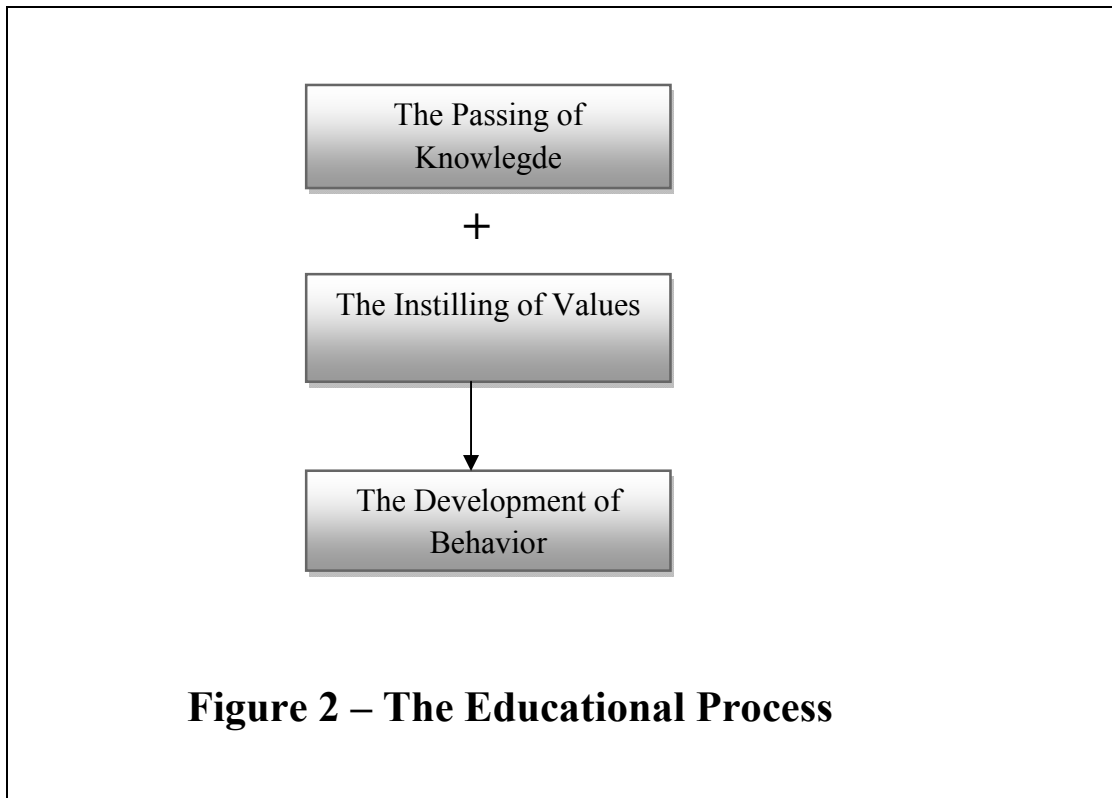 The Passing of
Knowlegde
+
The Instilling of Values
The Development of
Behavior
Figure 2 – The Educational Process